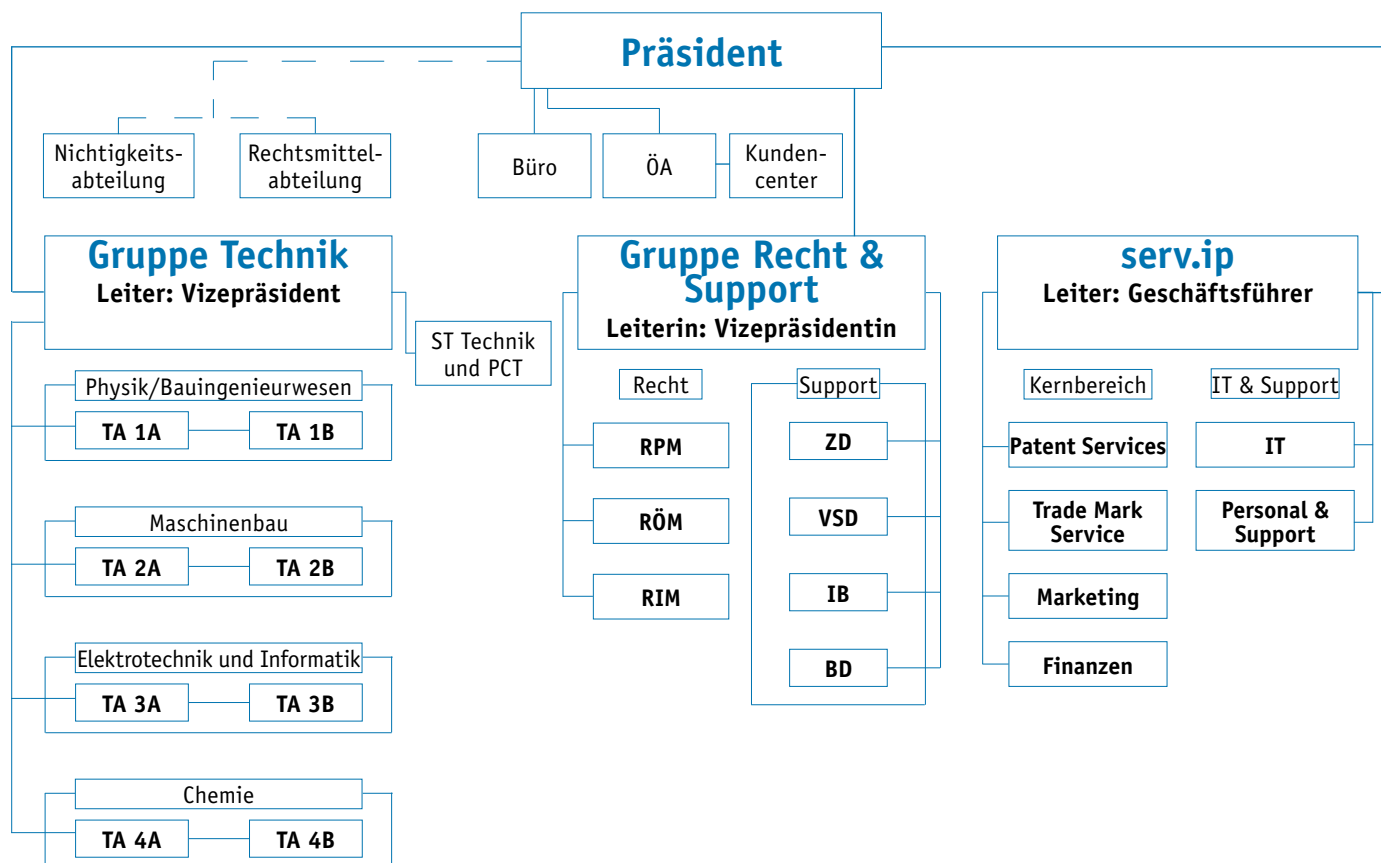 Präsident
Nichtigkeits-
abteilung
Rechtsmittel-
abteilung
Büro
ÖA
Kunden-
center
Gruppe Technik
Leiter: Vizepräsident
ST Technik
und PCT
Physik/Bauingenieurwesen
TA 1A
TA 1B
Maschinenbau
TA 2A
TA 2B
Elektrotechnik und Informatik
TA 3A
TA 3B
Chemie
TA 4A
TA 4B
Gruppe Recht &
Support
Leiterin: Vizepräsidentin
Recht
RPM
RÖM
RIM
Support
ZD
VSD
IB
BD
serv.ip
Leiter: Geschäftsführer
Kernbereich
Patent Services
Trade Mark
Service
Marketing
Finanzen
IT & Support
IT
Personal &
Support